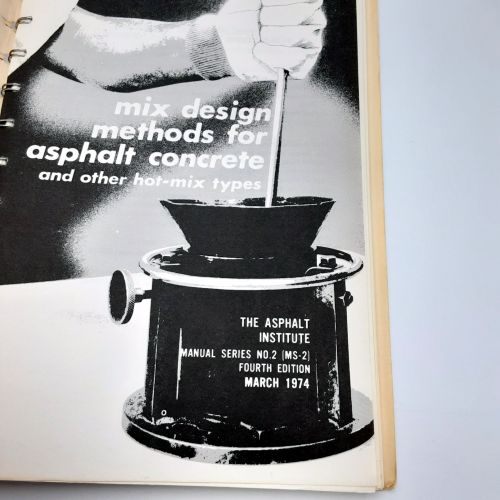 mix design
methods for
asphalt concrete
and other hot-mix types
THE ASPHALT
INSTITUTE
MANUAL SERIES NO.2 (MS-2)
FOURTH EDITION
MARCH 1974